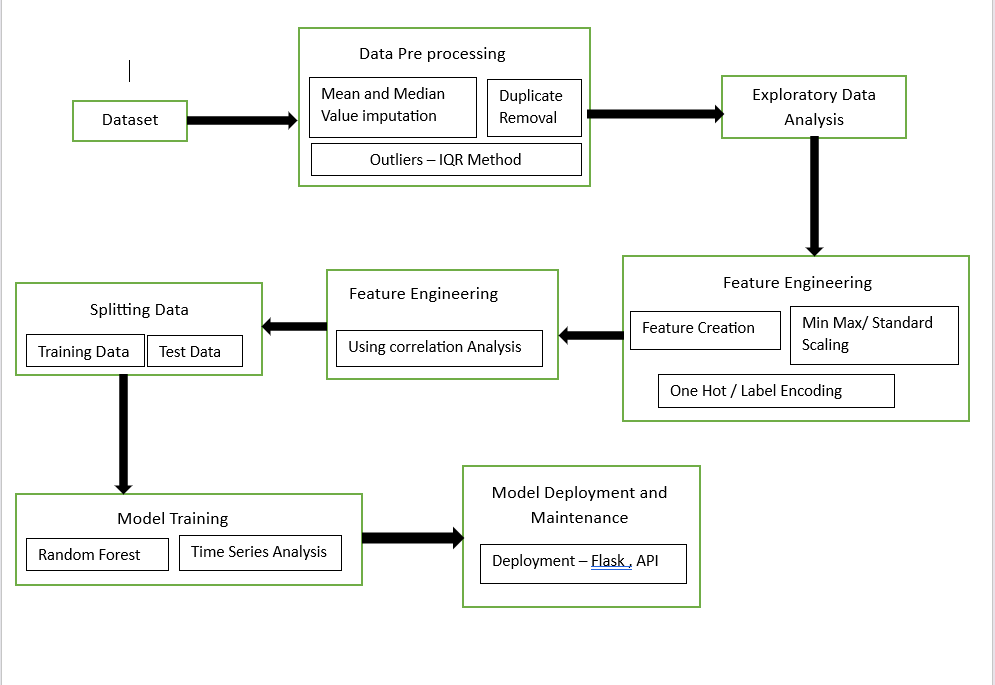 Dataset
Data Pre processing
Mean and Median
Value imputation
Duplicate
Removal
Outliers – IQR Method
Exploratory Data
Analysis
Feature Engineering
Feature Creation
Min Max/ Standard
Scaling
One Hot / Label Encoding
Feature Engineering
Using correlation Analysis
Splitting Data
Training Data
Test Data
Model Training
Random Forest
Time Series Analysis
Model Deployment and
Maintenance
Deployment – Flask , API